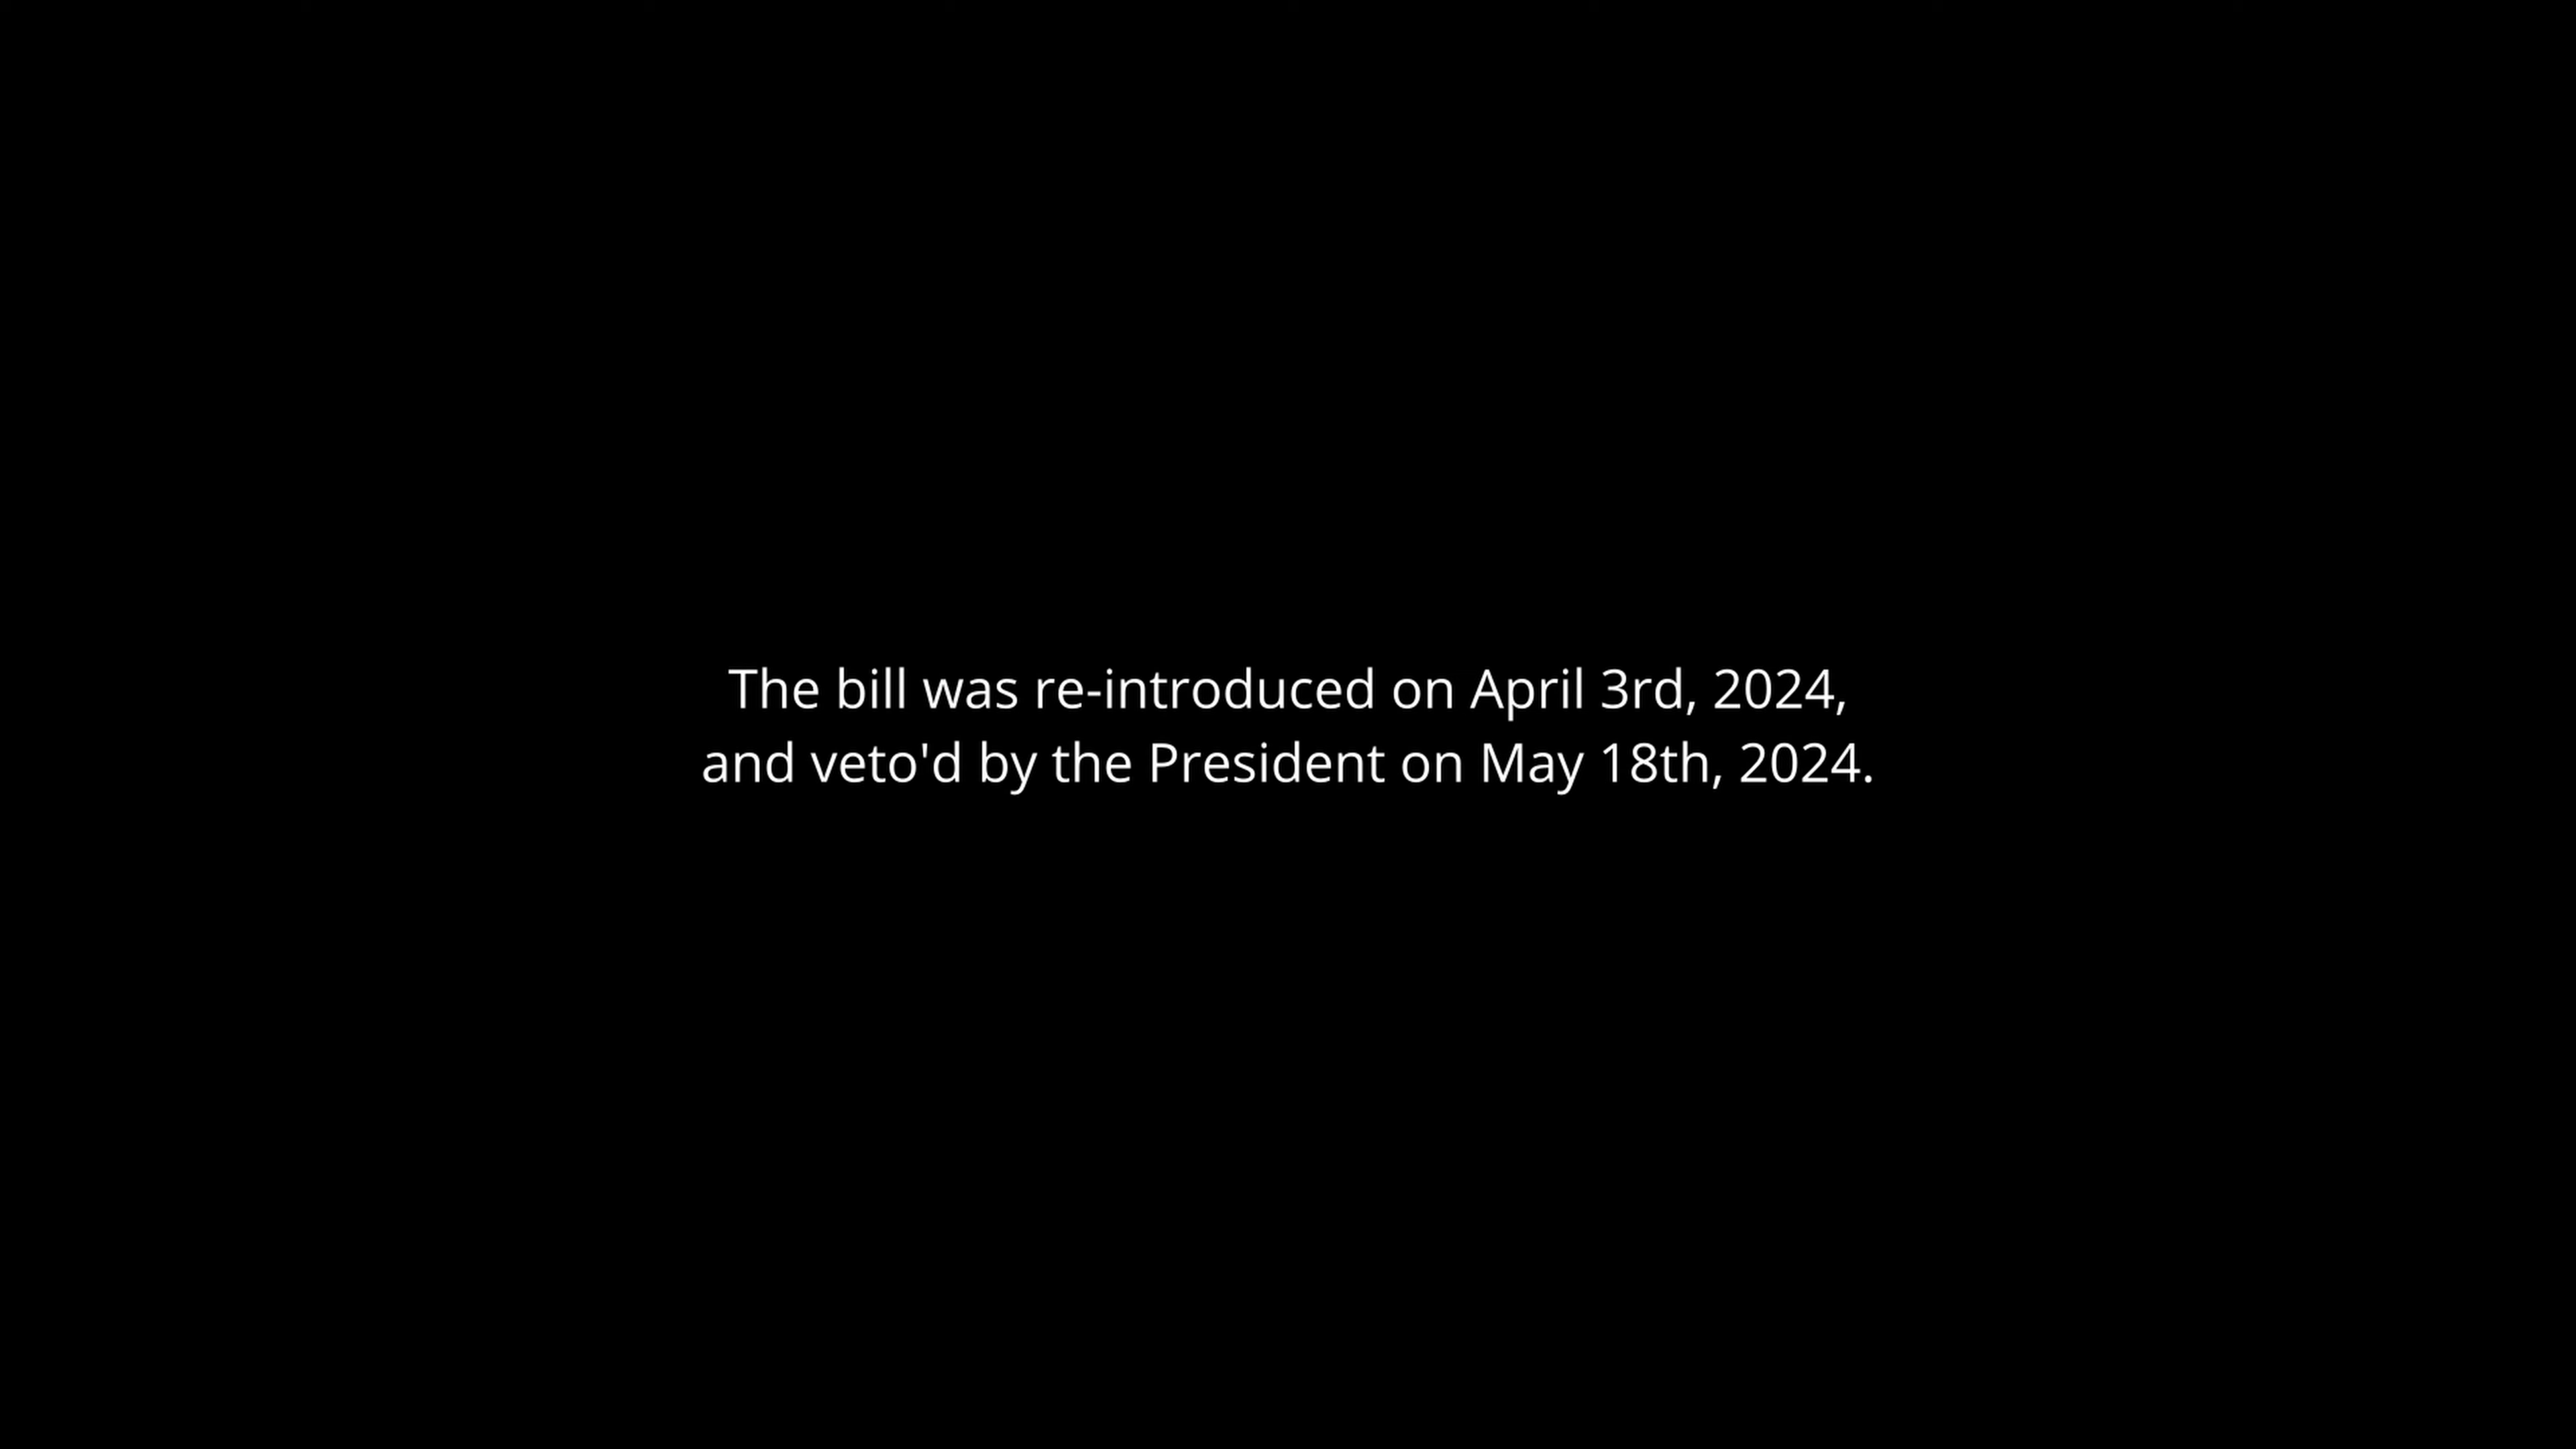 The bill was re-introduced on April 3rd, 2024,
and veto'd by the President on May 18th, 2024.